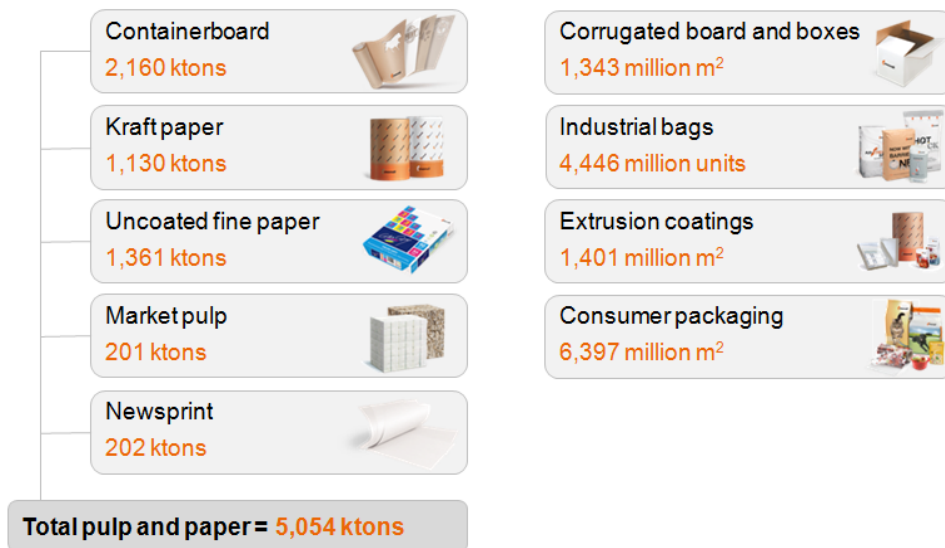 Containerboard
2,160 ktons
Kraft paper
1,130 ktons
Uncoated fine paper
1,361 ktons
Market pulp
201 ktons
Newsprint
202 ktons
Total pulp and paper = 5,054 ktons
Corrugated board and boxes
1,343 million m²
Industrial bags
4,446 million units
Extrusion coatings
1,401 million m²
Consumer packaging
6,397 million m²